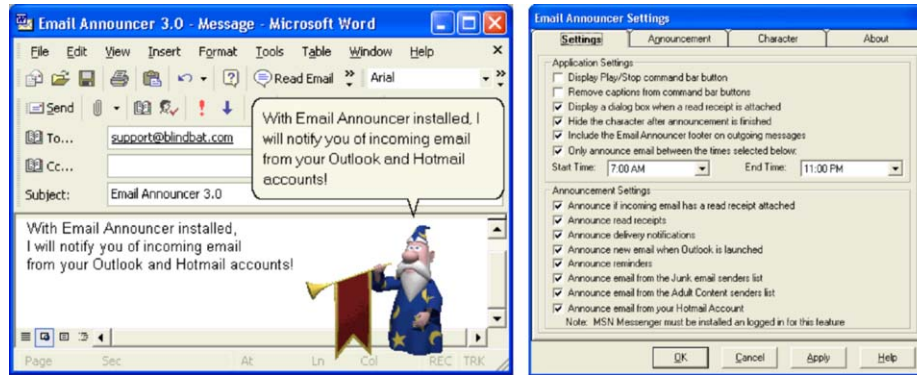 Email Announcer 3.0 - Message - Microsoft Word
File Edit View Insert Format Tools Table Window Help
Read Email Arial
Send
With Email Announcer installed, I
will notify you of incoming email
from your Outlook and Hotmail
accounts!
To... support@blindbat.com
Cc...
Subject: Email Announcer 3.0
With Email Announcer installed,
I will notify you of incoming email
from your Outlook and Hotmail accounts!
Page Sec At Ln Col REC TRK
Email Announcer Settings
Settings Announcement Character About
Application Settings
Display Play/Stop command bar button
Remove captions from command bar buttons
Display a dialog box when a read receipt is attached
Hide the character after announcement is finished
Include the Email Announcer footer on outgoing messages
Only announce email between the times selected below:
Start Time: 7:00 AM End Time: 11:00 PM
Announcement Settings
Announce if incoming email has a read receipt attached
Announce read receipts
Announce delivery notifications
Announce new email when Outlook is launched
Announce reminders
Announce email from the Junk email senders list
Announce email from the Adult Content senders list
Announce email from your Hotmail Account
Note: MSN Messenger must be installed an logged in for this feature
OK Cancel Apply Help